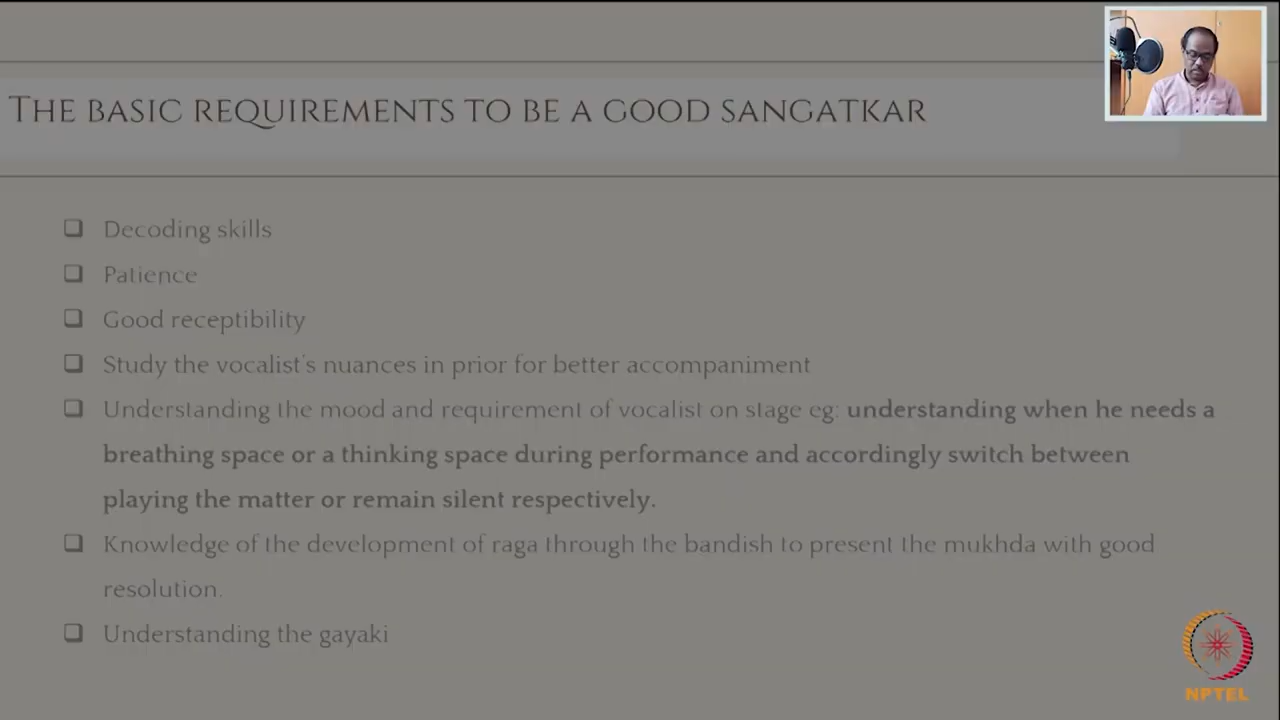 THE BASIC REQUIREMENTS TO BE A GOOD SANGATKAR
❑ Decoding skills
❑ Patience
❑ Good receptibility
❑ Study the vocalist's nuances in prior for better accompaniment
❑ Understanding the mood and requirement of vocalist on stage eg: understanding when he needs a
breathing space or a thinking space during performance and accordingly switch between
playing the matter or remain silent respectively.
❑ Knowledge of the development of raga through the bandish to present the mukhda with good
resolution.
❑ Understanding the gayaki
NPTEL